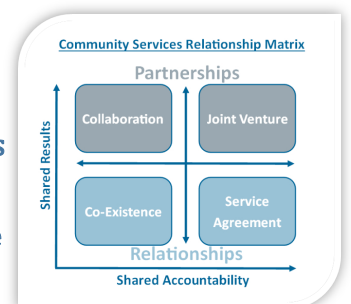 Community Services Relationship Matrix
Partnerships
Collaboration
Joint Venture
Shared Results
Co-Existence
Service
Agreement
Relationships
Shared Accountability